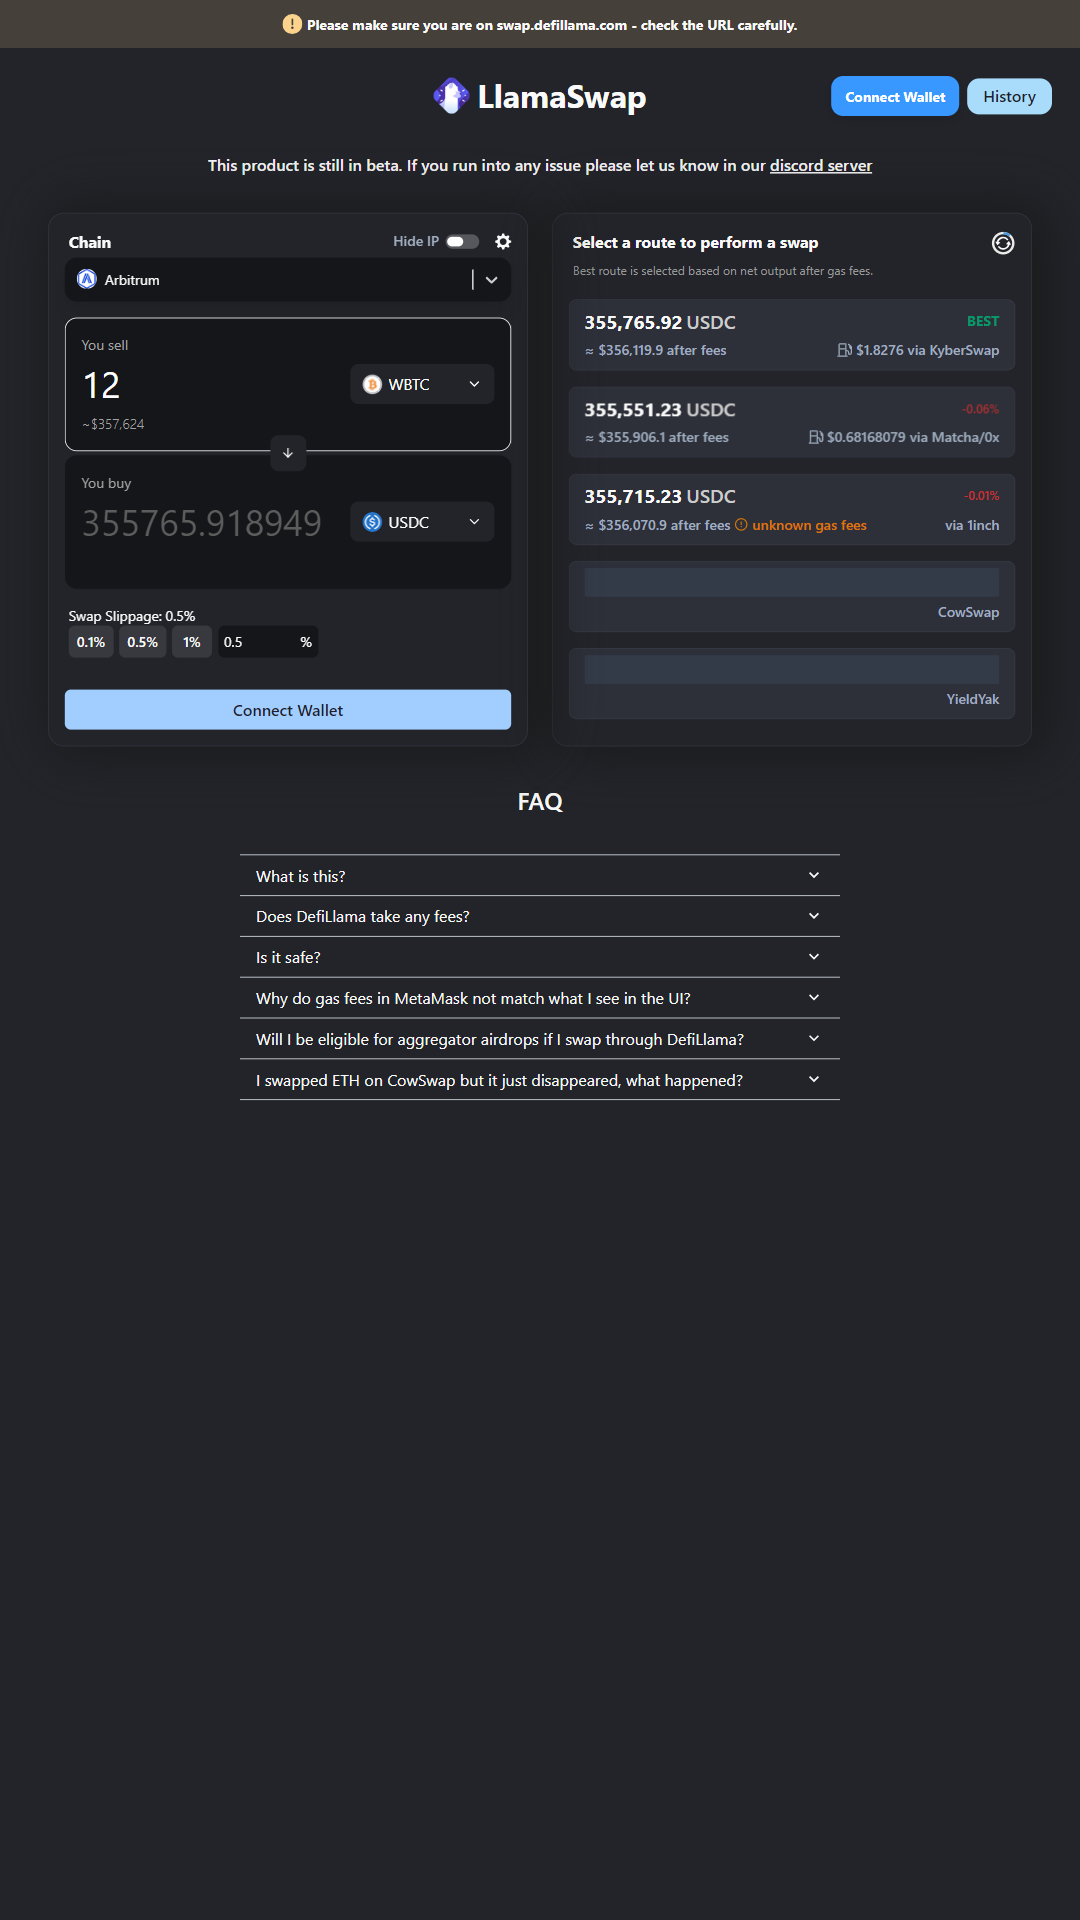 Please make sure you are on swap.defillama.com - check the URL carefully.
LlamaSwap
Connect Wallet
History
This product is still in beta. If you run into any issue please let us know in our discord server
Chain
Hide IP
Arbitrum
You sell
12
WBTC
~$357,624
You buy
355765.918949
USDC
Swap Slippage: 0.5%
0.1%
0.5%
1%
0.5
%
Connect Wallet
Select a route to perform a swap
Best route is selected based on net output after gas fees.
355,765.92 USDC
BEST
≈ $356,119.9 after fees
$1.8276 via KyberSwap
355,551.23 USDC
-0.06%
≈ $355,906.1 after fees
$0.68168079 via Matcha/0x
355,715.23 USDC
-0.01%
≈ $356,070.9 after fees
unknown gas fees
via 1inch
CowSwap
YieldYak
FAQ
What is this?
Does DefiLlama take any fees?
Is it safe?
Why do gas fees in MetaMask not match what I see in the UI?
Will I be eligible for aggregator airdrops if I swap through DefiLlama?
I swapped ETH on CowSwap but it just disappeared, what happened?